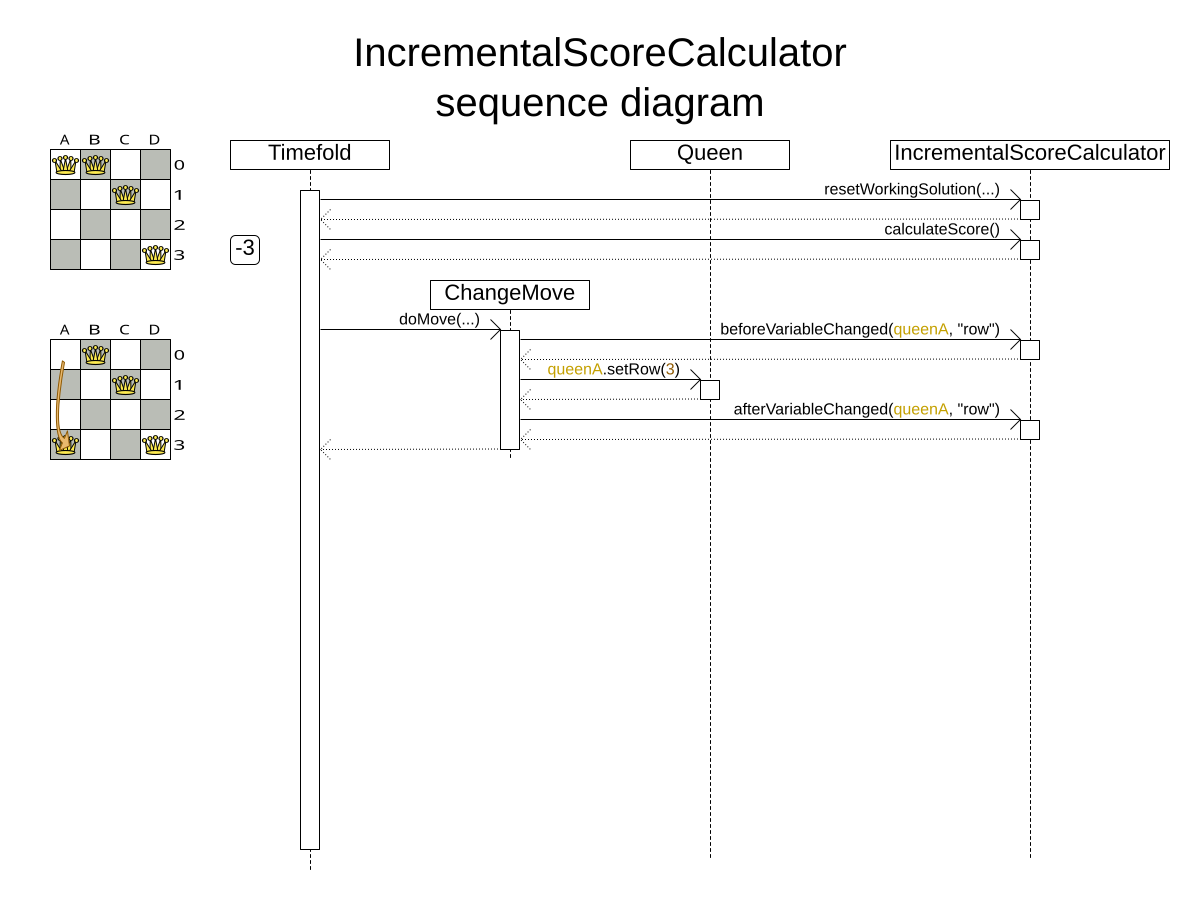 IncrementalScoreCalculator
sequence diagram
A B C D
0
1
2
3
Timefold
Queen
IncrementalScoreCalculator
resetWorkingSolution(...)
calculateScore()
-3
ChangeMove
doMove(...)
beforeVariableChanged(queenA, "row")
queenA.setRow(3)
afterVariableChanged(queenA, "row")
A B C D
0
1
2
3